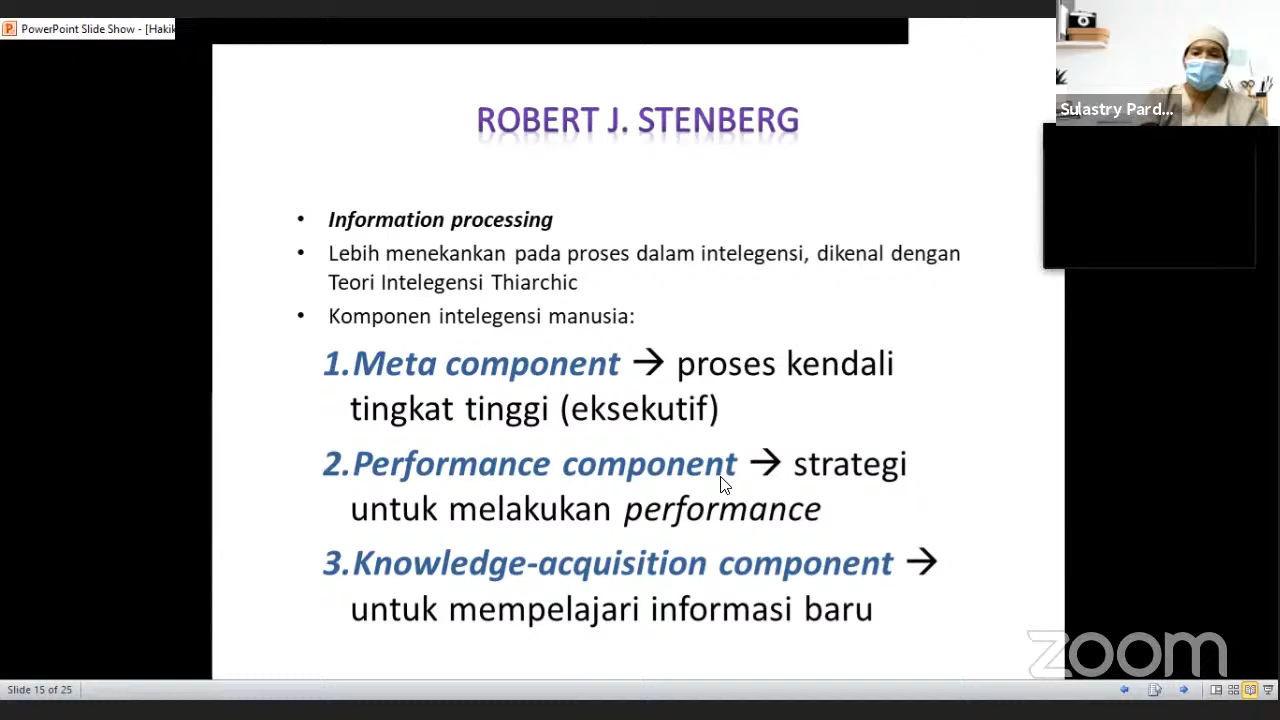 PowerPoint Slide Show - [Hakik
Sulastry Pard...
ROBERT J. STENBERG
• Information processing
• Lebih menekankan pada proses dalam intelegensi, dikenal dengan
Teori Intelegensi Thiarchic
• Komponen intelegensi manusia:
1.Meta component → proses kendali
tingkat tinggi (eksekutif)
2.Performance component → strategi
untuk melakukan performance
3.Knowledge-acquisition component →
untuk mempelajari informasi baru
zoom
Slide 15 of 25